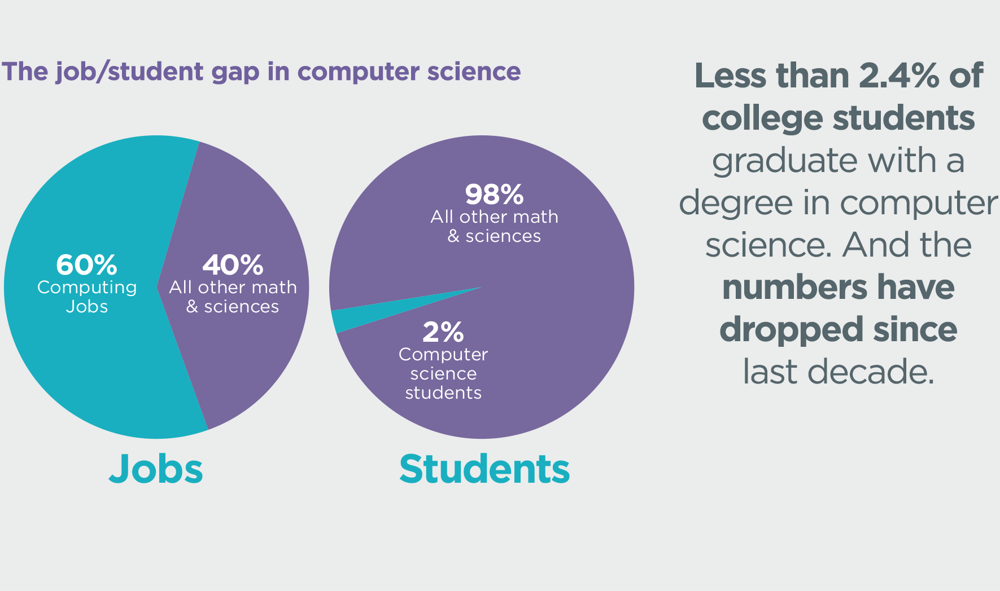 The job/student gap in computer science
60%
Computing
Jobs
40%
All other math
& sciences
Jobs
98%
All other math
& sciences
2%
Computer
science
students
Students
Less than 2.4% of
college students
graduate with a
degree in computer
science. And the
numbers have
dropped since
last decade.